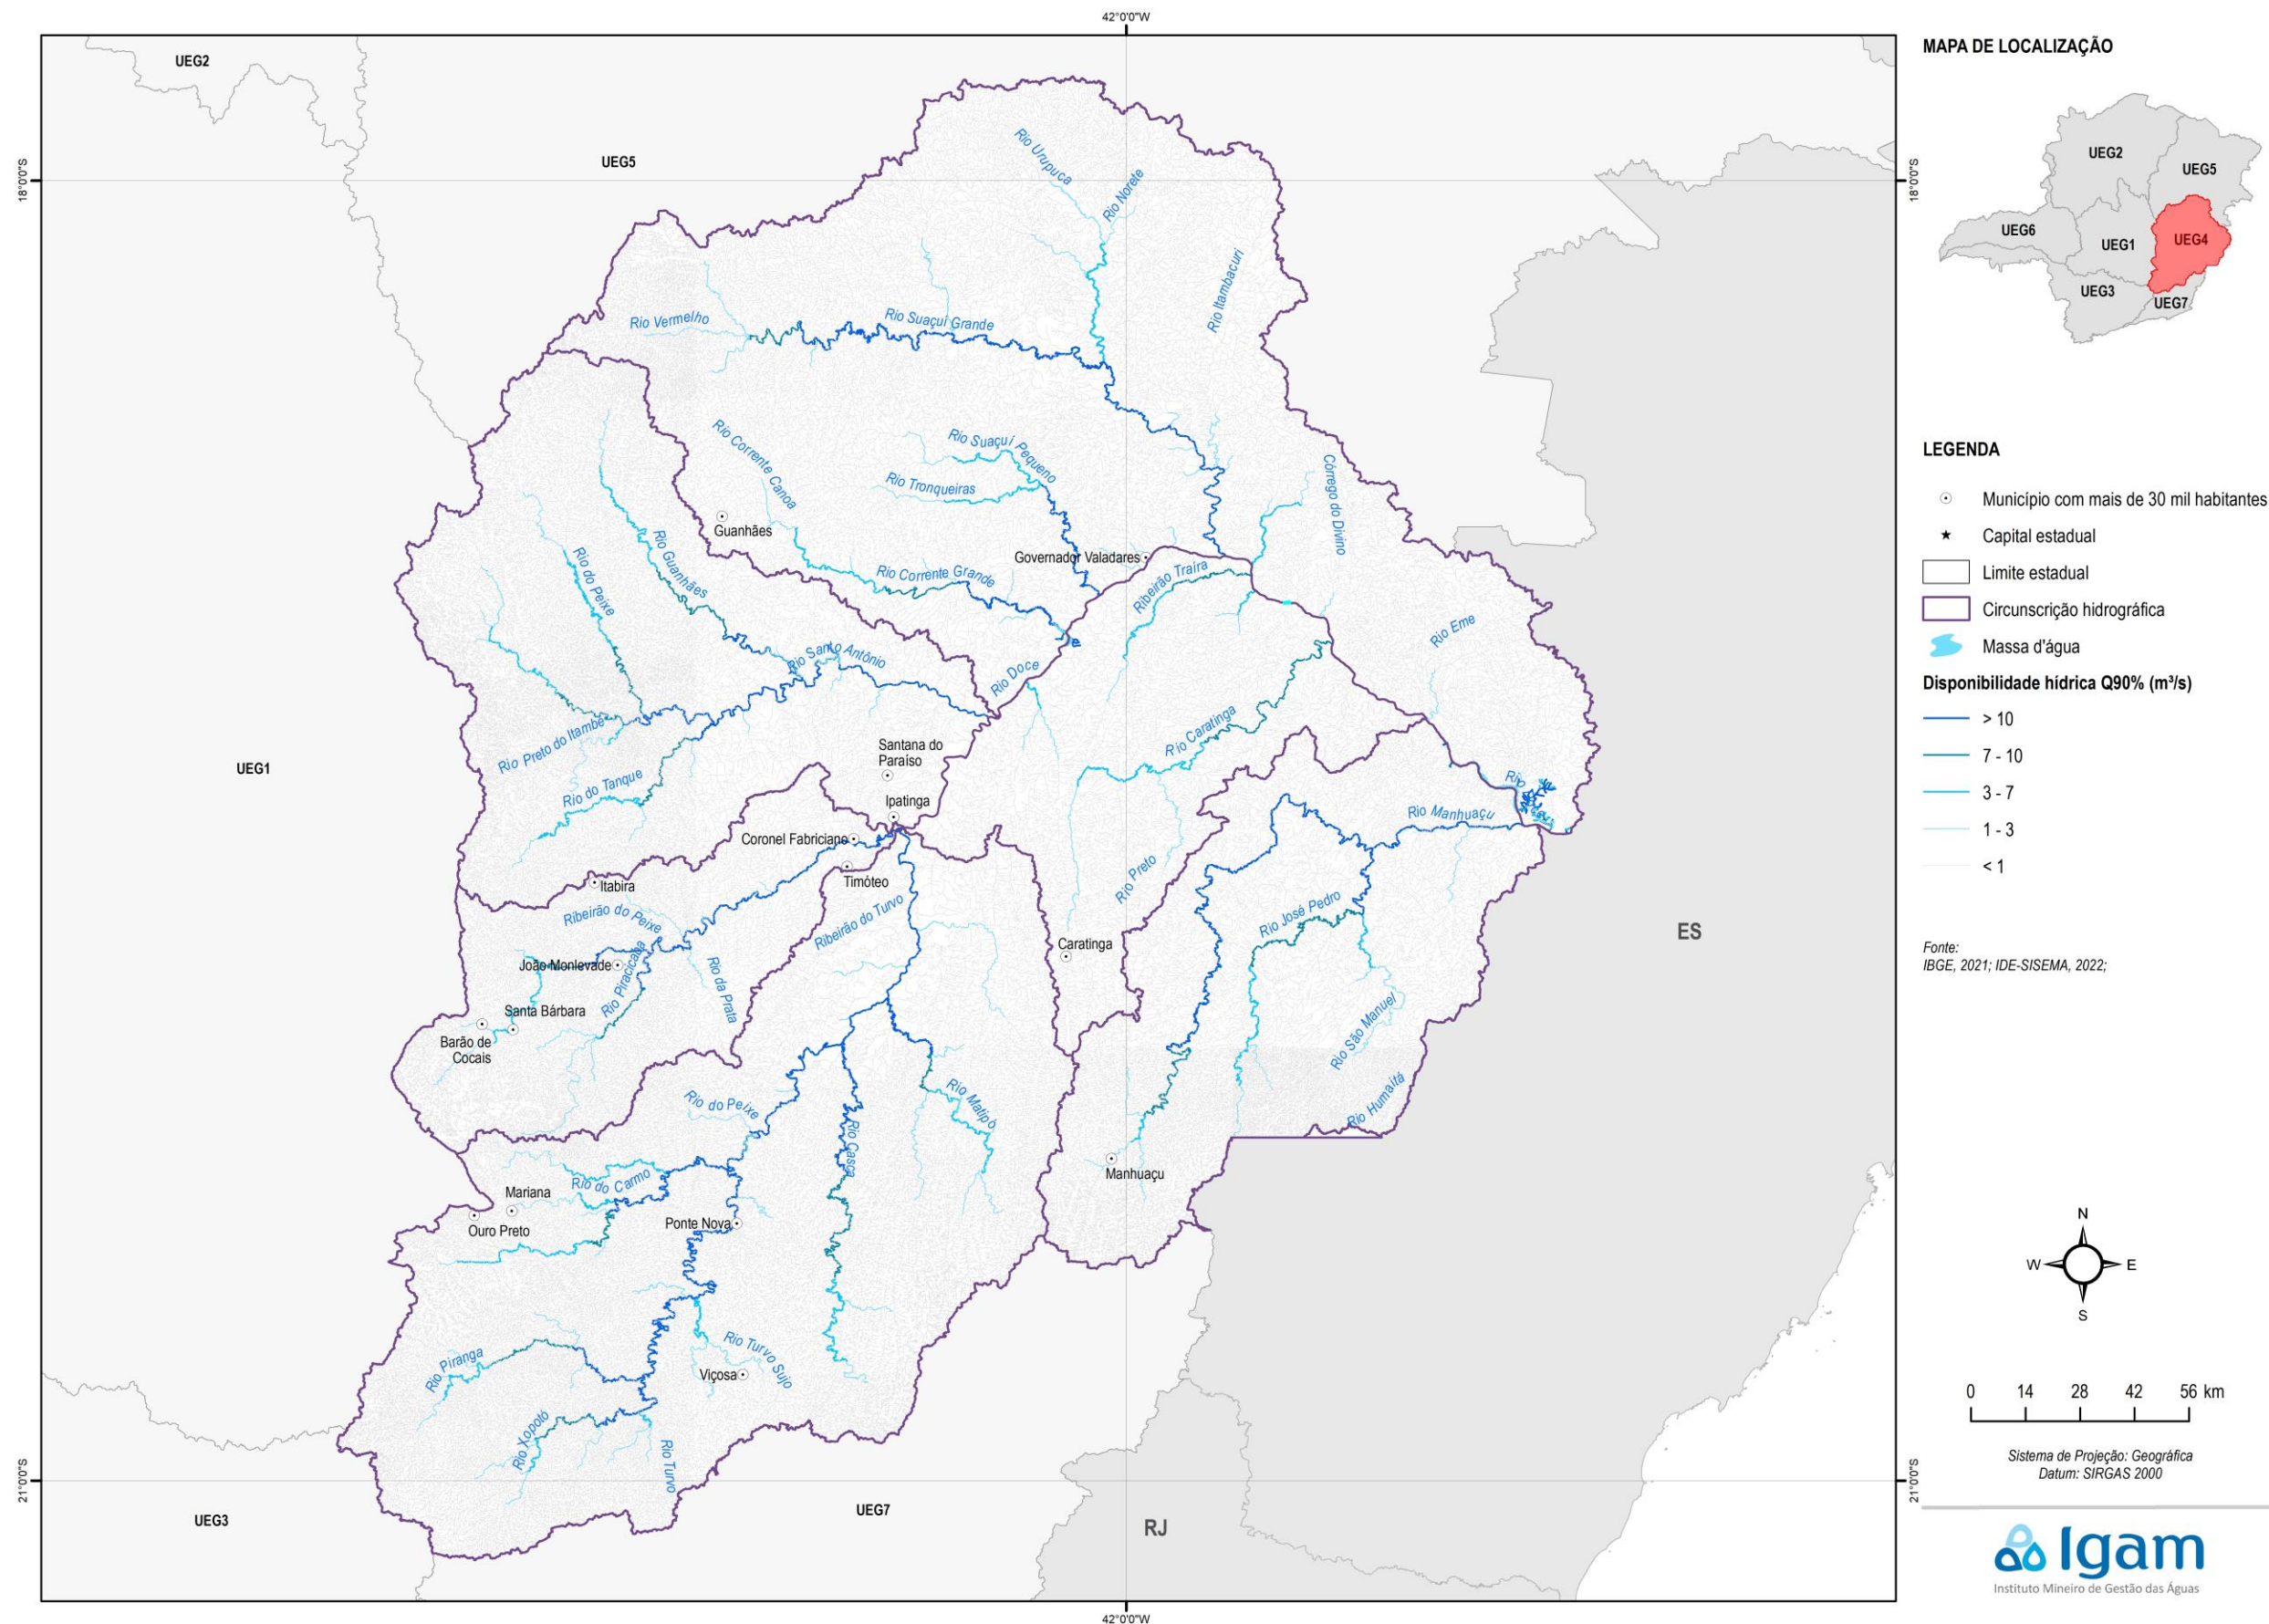 42°0'0"W
UEG2
UEG5
18°0'0"S
18°0'0"S
Rio Urupuca
Rio Norete
Rio Itambacuri
Rio Vermelho
Rio Suaçuí Grande
Rio Corrente Canoa
Rio Suaçuí Pequeno
Rio Tronqueiras
Córrego do Divino
Guanhães
Rio do Peixe
Rio Guanhães
Governador Valadares
Rio Corrente Grande
Ribeirão Traíra
Rio Eme
Rio Santo Antônio
Rio Doce
Rio Preto do Itambé
Rio Caratinga
UEG1
Santana do
Paraíso
Rio do Tanque
Ipatinga
Rio
Rio Manhuaçu
Coronel Fabriciano
Timóteo
Itabira
Rio Preto
Ribeirão do Peixe
Ribeirão do Turvo
Rio José Pedro
ES
Caratinga
João Monlevade
Rio Piracicaba
Rio da Prata
Santa Bárbara
Barão de
Cocais
Rio São Manuel
Rio Matipó
Rio do Peixe
Rio Humaitá
Rio Casca
Manhuaçu
Rio do Carmo
Mariana
Ouro Preto
Ponte Nova
Rio Piranga
Rio Turvo Sujo
Viçosa
Rio Xopotó
Rio Turvo
21°0'0"S
21°0'0"S
UEG3
UEG7
RJ
42°0'0"W
MAPA DE LOCALIZAÇÃO
UEG2
UEG5
UEG6
UEG1
UEG4
UEG3
UEG7
LEGENDA
Município com mais de 30 mil habitantes
Capital estadual
Limite estadual
Circunscrição hidrográfica
Massa d'água
Disponibilidade hídrica Q90% (m³/s)
> 10
7 - 10
3 - 7
1 - 3
< 1
Fonte:
IBGE, 2021; IDE-SISEMA, 2022;
N
W E
S
0 14 28 42 56 km
Sistema de Projeção: Geográfica
Datum: SIRGAS 2000
Igam
Instituto Mineiro de Gestão das Águas